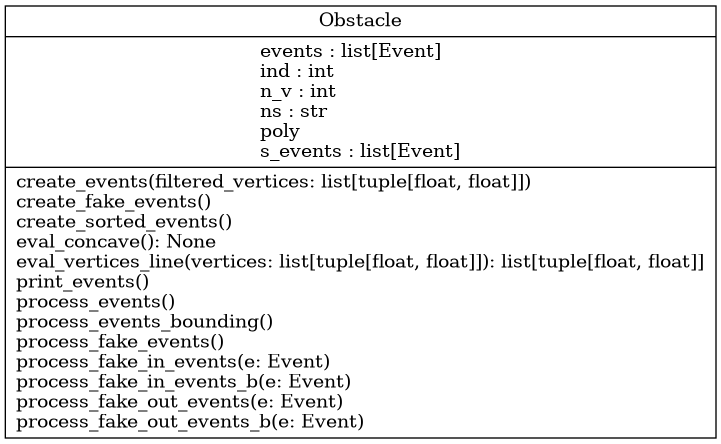 Obstacle
events : list[Event]
ind : int
n_v : int
ns : str
poly
s_events : list[Event]
create_events(filtered_vertices: list[tuple[float, float]])
create_fake_events()
create_sorted_events()
eval_concave(): None
eval_vertices_line(vertices: list[tuple[float, float]]): list[tuple[float, float]]
print_events()
process_events()
process_events_bounding()
process_fake_events()
process_fake_in_events(e: Event)
process_fake_in_events_b(e: Event)
process_fake_out_events(e: Event)
process_fake_out_events_b(e: Event)